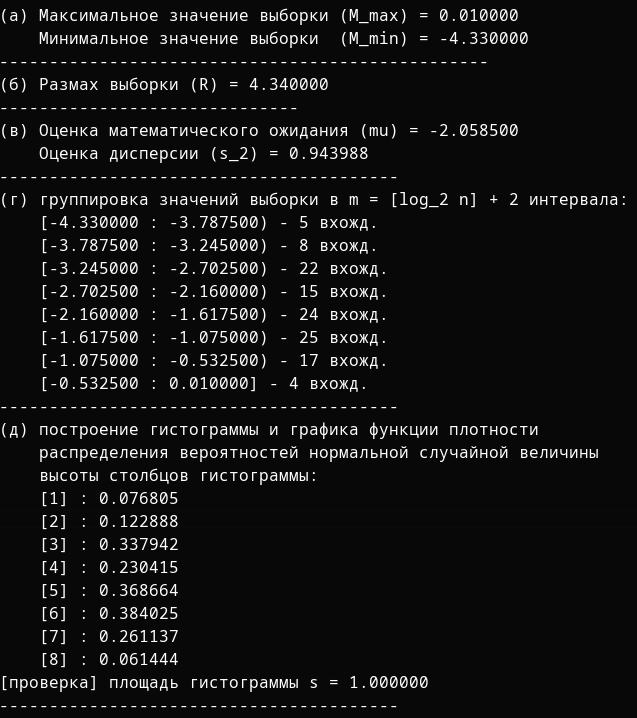 (а) Максимальное значение выборки (M_max) = 0.010000
    Минимальное значение выборки  (M_min) = -4.330000
-------------------------------------------------
(б) Размах выборки (R) = 4.340000
------------------------------
(в) Оценка математического ожидания (mu) = -2.058500
    Оценка дисперсии (s_2) = 0.943988
----------------------------------------
(г) группировка значений выборки в m = [log_2 n] + 2 интервала:
    [-4.330000 : -3.787500) - 5 вхожд.
    [-3.787500 : -3.245000) - 8 вхожд.
    [-3.245000 : -2.702500) - 22 вхожд.
    [-2.702500 : -2.160000) - 15 вхожд.
    [-2.160000 : -1.617500) - 24 вхожд.
    [-1.617500 : -1.075000) - 25 вхожд.
    [-1.075000 : -0.532500) - 17 вхожд.
    [-0.532500 : 0.010000] - 4 вхожд.
----------------------------------------
(д) построение гистограммы и графика функции плотности
    распределения вероятностей нормальной случайной величины
    высоты столбцов гистограммы:
    [1] : 0.076805
    [2] : 0.122888
    [3] : 0.337942
    [4] : 0.230415
    [5] : 0.368664
    [6] : 0.384025
    [7] : 0.261137
    [8] : 0.061444
[проверка] площадь гистограммы s = 1.000000
----------------------------------------